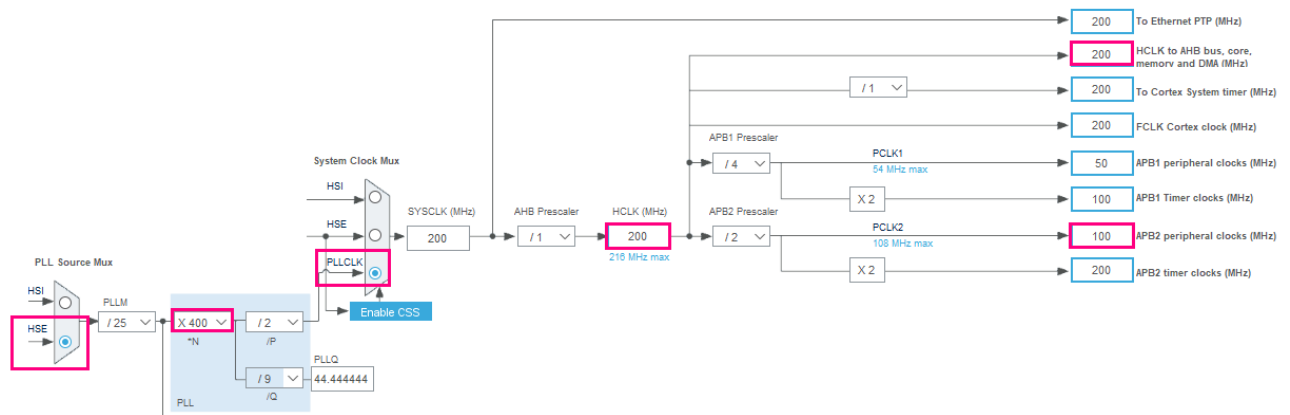 200 To Ethernet PTP (MHz)
200 HCLK to AHB bus, core,
memory and DMA (MHz)
/ 1 200 To Cortex System timer (MHz)
200 FCLK Cortex clock (MHz)
APB1 Prescaler
/ 4 PCLK1 50 APB1 peripheral clocks (MHz)
54 MHz max
X 2 100 APB1 Timer clocks (MHz)
System Clock Mux
HSI
HSE
PLLCLK
SYSCLK (MHz)
200
AHB Prescaler
/ 1
HCLK (MHz)
200
216 MHz max
APB2 Prescaler
/ 2 PCLK2 100 APB2 peripheral clocks (MHz)
108 MHz max
X 2 200 APB2 timer clocks (MHz)
Enable CSS
PLL Source Mux
HSI
HSE
PLLM
/ 25
X 400
*N
/ 2
/P
PLLQ
/ 9 44.444444
/Q
PLL